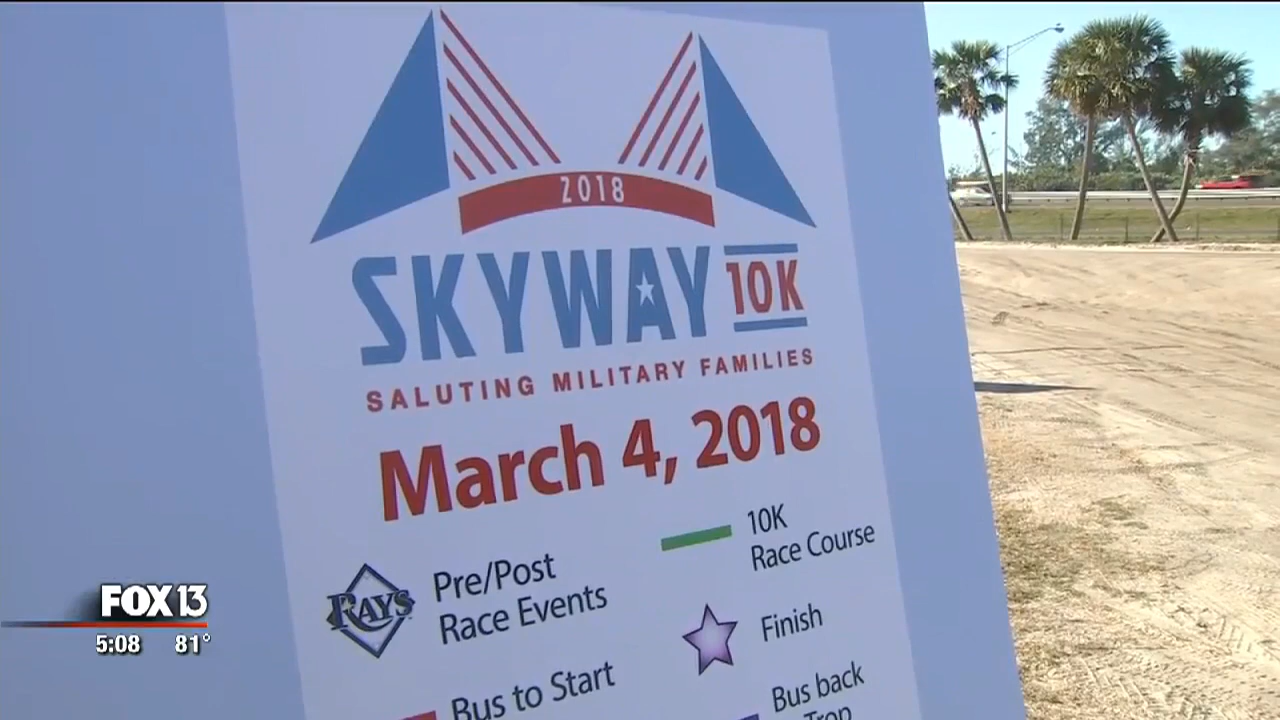 2018
SKYWAY 10K
SALUTING MILITARY FAMILIES
March 4, 2018
RAYS
Pre/Post
Race Events
Bus to Start
10K
Race Course
Finish
Bus back
Trop
FOX 13
5:08 81°